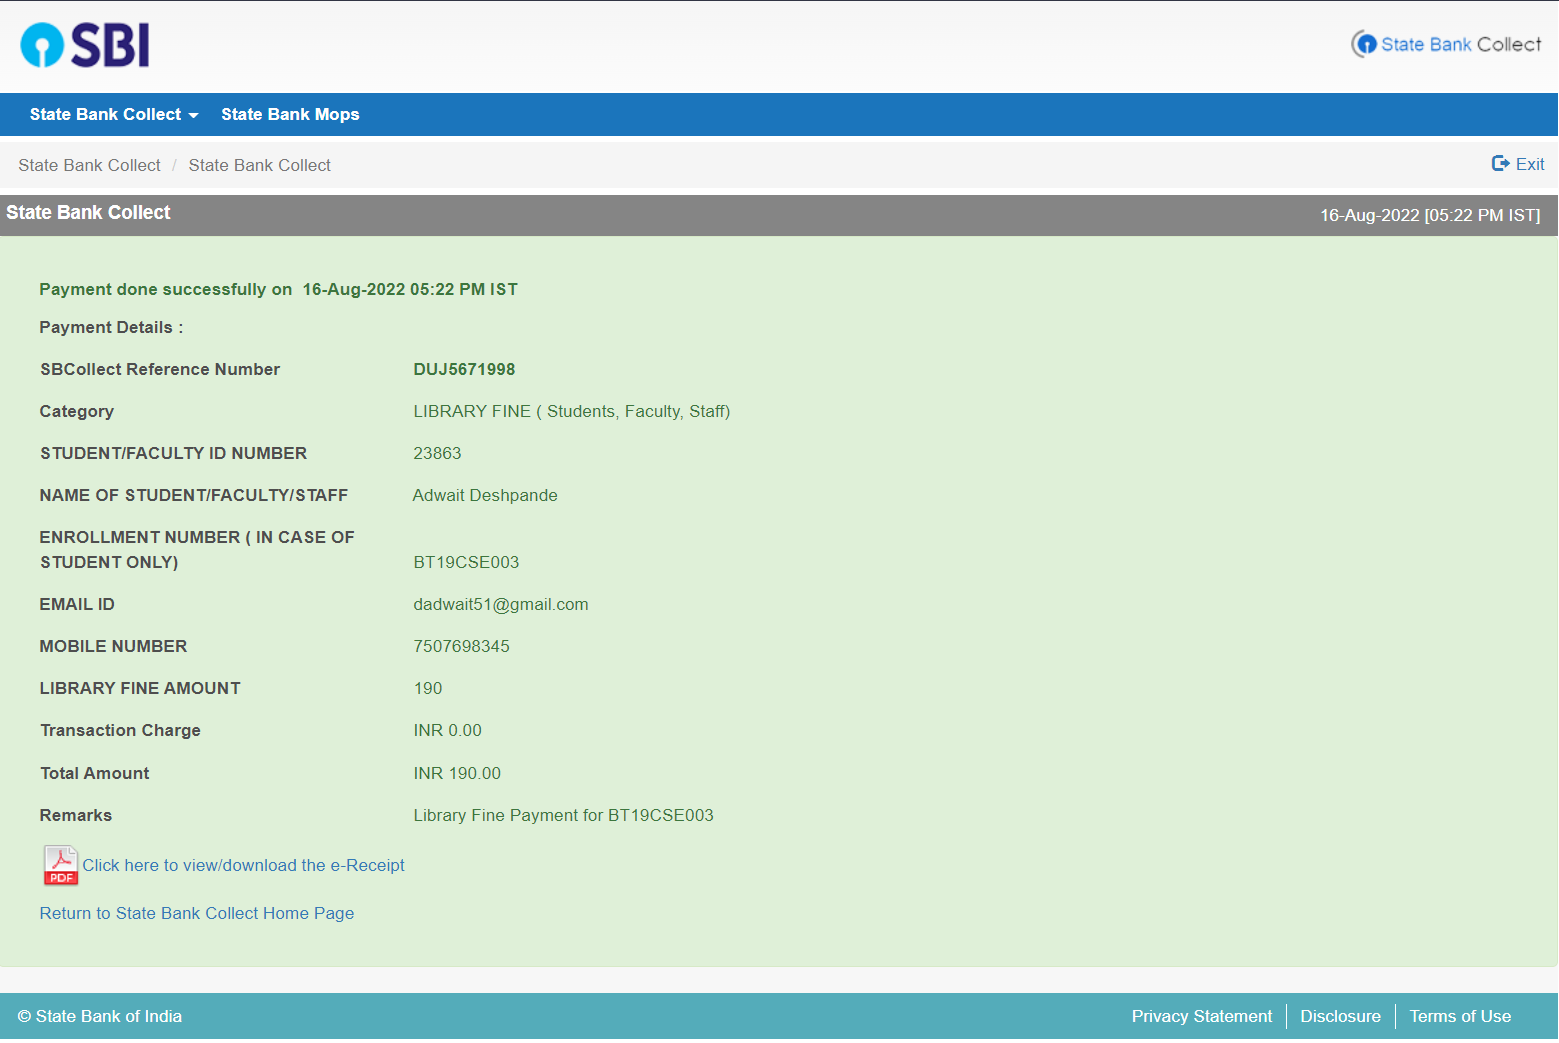 SBI
State Bank Collect
State Bank Collect State Bank Mops
State Bank Collect / State Bank Collect
Exit
State Bank Collect
16-Aug-2022 [05:22 PM IST]
Payment done successfully on 16-Aug-2022 05:22 PM IST
Payment Details :
SBCollect Reference Number DUJ5671998
Category LIBRARY FINE ( Students, Faculty, Staff)
STUDENT/FACULTY ID NUMBER 23863
NAME OF STUDENT/FACULTY/STAFF Adwait Deshpande
ENROLLMENT NUMBER ( IN CASE OF
STUDENT ONLY) BT19CSE003
EMAIL ID dadwait51@gmail.com
MOBILE NUMBER 7507698345
LIBRARY FINE AMOUNT 190
Transaction Charge INR 0.00
Total Amount INR 190.00
Remarks Library Fine Payment for BT19CSE003
PDF Click here to view/download the e-Receipt
Return to State Bank Collect Home Page
© State Bank of India
Privacy Statement Disclosure Terms of Use